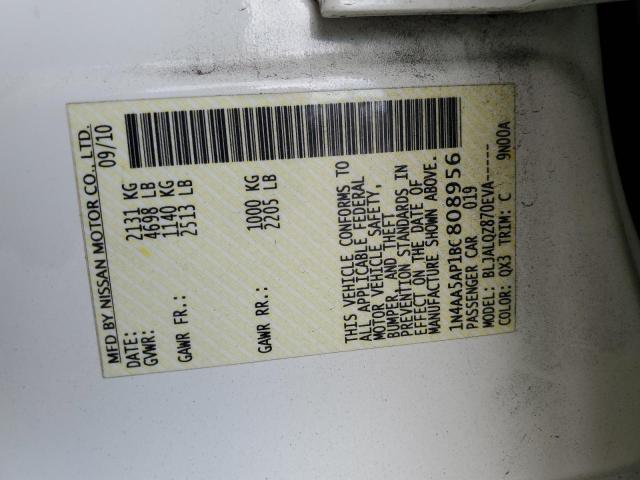 MFD BY NISSAN MOTOR CO., LTD.
DATE: 09/10
GVWR: 2131 KG
4698 LB
GAWR FR.: 1140 KG
2513 LB
GAWR RR.: 1000 KG
2205 LB
THIS VEHICLE CONFORMS TO
ALL APPLICABLE FEDERAL
MOTOR VEHICLE SAFETY,
BUMPER, AND THEFT
PREVENTION STANDARDS IN
EFFECT ON THE DATE OF
MANUFACTURE SHOWN ABOVE.
1N4AA5AP1BC808956
PASSENGER CAR 019
MODEL: BLJALQZ870EVA-----
COLOR: QX3 TRIM: C 9N00A